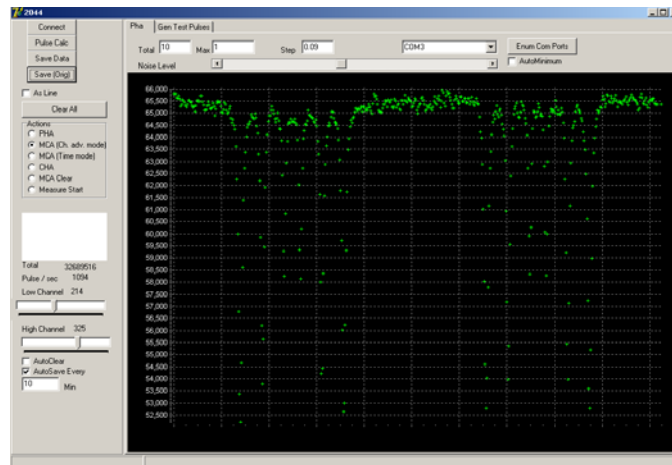 2044
Connect
Pulse Calc
Save Data
Save (Orig)
As Line
Clear All
Actions
PHA
MCA (Ch. adv. mode)
MCA (Time mode)
CHA
MCA Clear
Measure Start
Total 32689516
Pulse / sec 1094
Low Channel 214
High Channel 325
AutoClear
AutoSave Every
10 Min
Pha Gen Test Pulses
Total 10 Max 1 Step 0.09 COM3 Enum Com Ports
Noise Level AutoMinimum
66,000
65,500
65,000
64,500
64,000
63,500
63,000
62,500
62,000
61,500
61,000
60,500
60,000
59,500
59,000
58,500
58,000
57,500
57,000
56,500
56,000
55,500
55,000
54,500
54,000
53,500
53,000
52,500